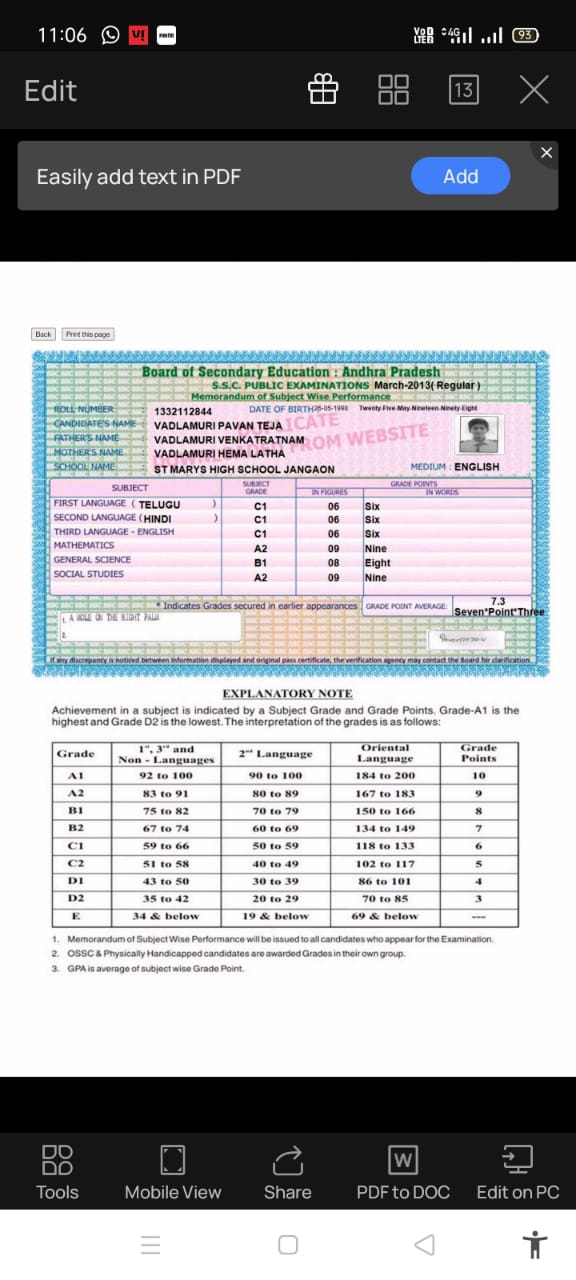 11:06 VoD LTE 4G 93
Edit 13
Easily add text in PDF Add
Back Print this page
Board of Secondary Education : Andhra Pradesh
S.S.C. PUBLIC EXAMINATIONS March-2013( Regular )
Memorandum of Subject Wise Performance
ROLL NUMBER : 1332112844 DATE OF BIRTH 25-05-1998 Twenty-Five-May-Nineteen-Ninety-Eight
CANDIDATE'S NAME : VADLAMURI PAVAN TEJA
FATHER'S NAME : VADLAMURI VENKATRATNAM
MOTHER'S NAME : VADLAMURI HEMA LATHA
SCHOOL NAME : ST MARYS HIGH SCHOOL JANGAON MEDIUM : ENGLISH
DUPLICATE
FROM WEBSITE
SUBJECT SUBJECT GRADE GRADE POINTS
IN FIGURES IN WORDS
FIRST LANGUAGE ( TELUGU ) C1 06 Six
SECOND LANGUAGE ( HINDI ) C1 06 Six
THIRD LANGUAGE - ENGLISH C1 06 Six
MATHEMATICS A2 09 Nine
GENERAL SCIENCE B1 08 Eight
SOCIAL STUDIES A2 09 Nine
* Indicates Grades secured in earlier appearances GRADE POINT AVERAGE: 7.3
Seven*Point*Three
1. A MOLE ON THE RIGHT PALM
2.
If any discrepancy is noticed between information displayed and original pass certificate, the verification agency may contact the Board for clarification.
EXPLANATORY NOTE
Achievement in a subject is indicated by a Subject Grade and Grade Points. Grade-A1 is the
highest and Grade D2 is the lowest. The interpretation of the grades is as follows:
Grade 1st, 3rd and Non - Languages 2nd Language Oriental Language Grade Points
A1 92 to 100 90 to 100 184 to 200 10
A2 83 to 91 80 to 89 167 to 183 9
B1 75 to 82 70 to 79 150 to 166 8
B2 67 to 74 60 to 69 134 to 149 7
C1 59 to 66 50 to 59 118 to 133 6
C2 51 to 58 40 to 49 102 to 117 5
D1 43 to 50 30 to 39 86 to 101 4
D2 35 to 42 20 to 29 70 to 85 3
E 34 & below 19 & below 69 & below ---
1. Memorandum of Subject Wise Performance will be issued to all candidates who appear for the Examination.
2. OSSC & Physically Handicapped candidates are awarded Grades in their own group.
3. GPA is average of subject wise Grade Point.
Tools Mobile View Share PDF to DOC Edit on PC